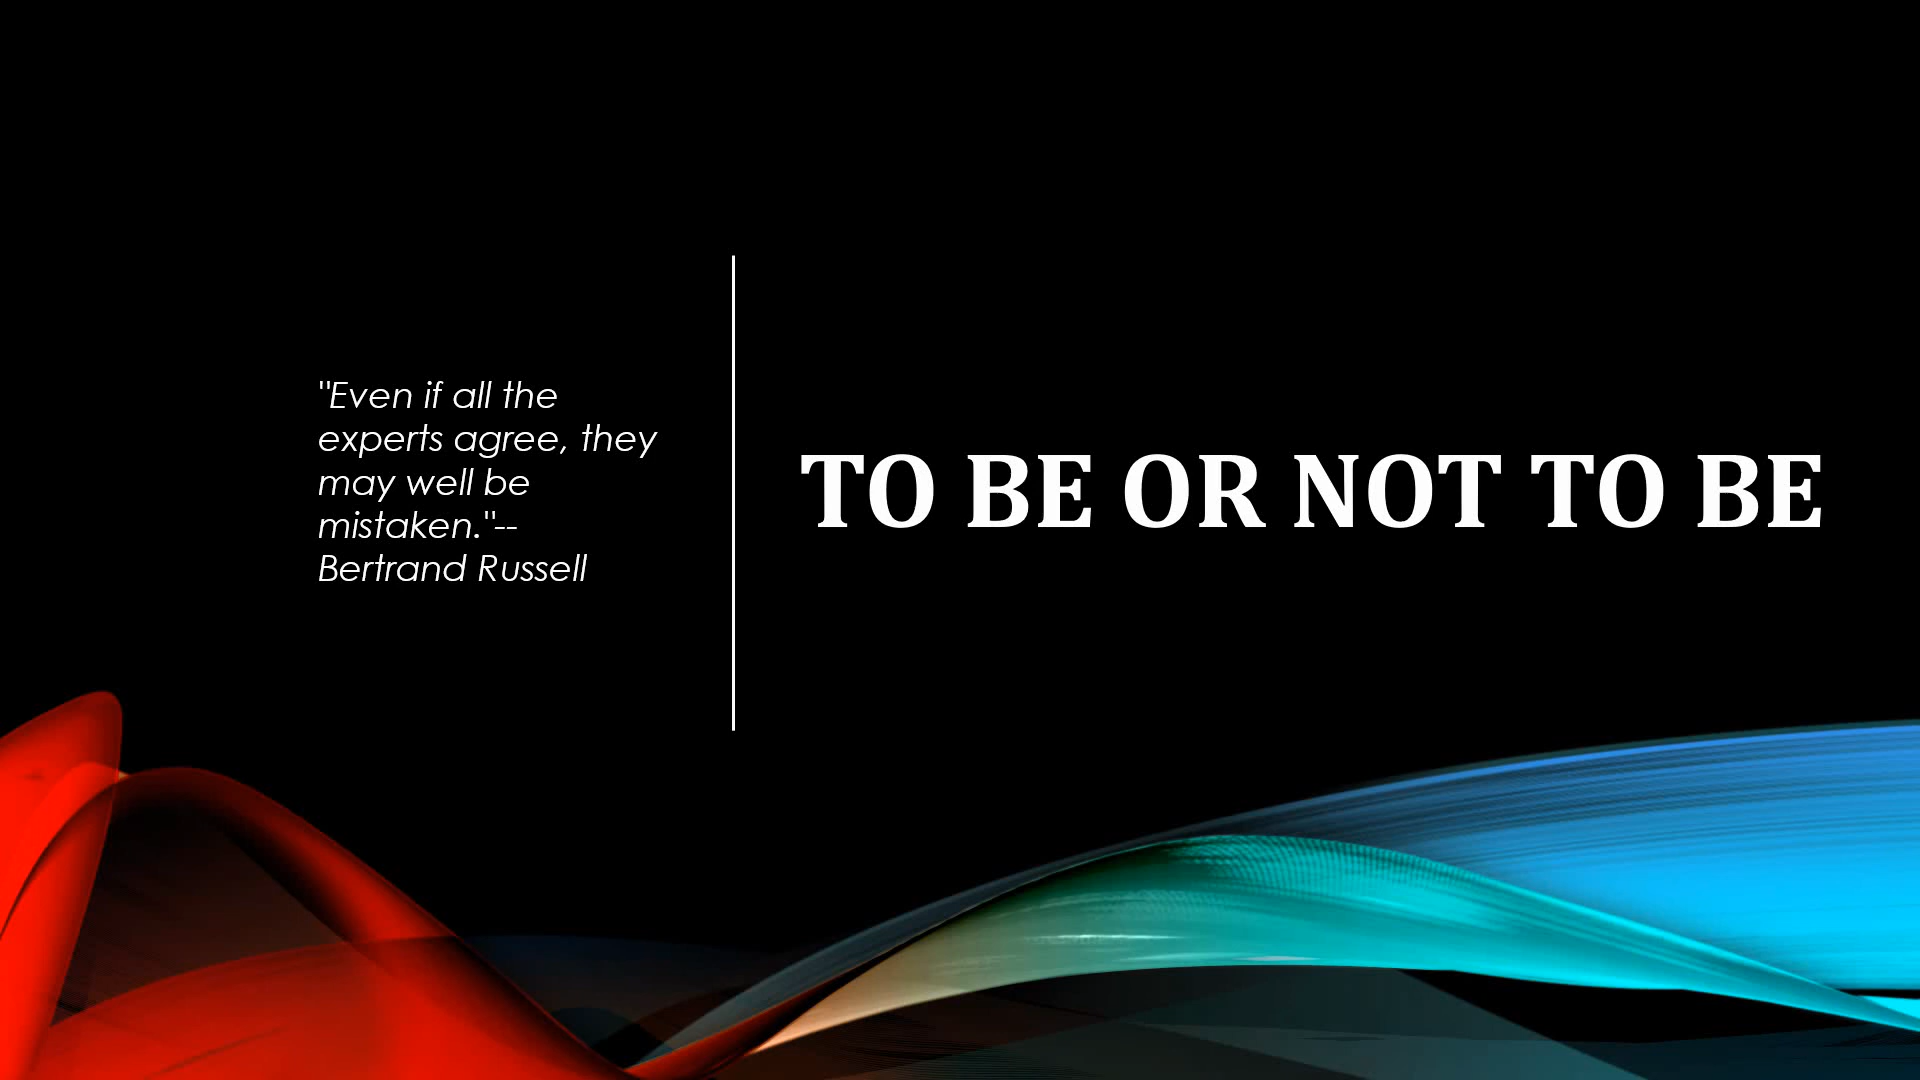 "Even if all the
experts agree, they
may well be
mistaken."--
Bertrand Russell
TO BE OR NOT TO BE